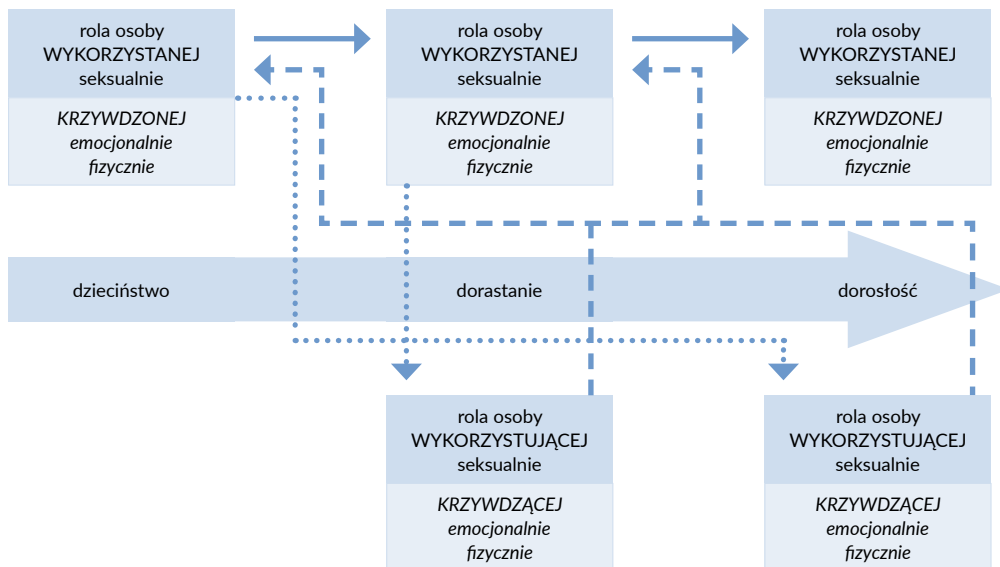 rola osoby
WYKORZYSTANEJ
seksualnie
KRZYWDZONEJ
emocjonalnie
fizycznie
rola osoby
WYKORZYSTANEJ
seksualnie
KRZYWDZONEJ
emocjonalnie
fizycznie
rola osoby
WYKORZYSTANEJ
seksualnie
KRZYWDZONEJ
emocjonalnie
fizycznie
dzieciństwo
dorastanie
dorosłość
rola osoby
WYKORZYSTUJĄCEJ
seksualnie
KRZYWDZĄCEJ
emocjonalnie
fizycznie
rola osoby
WYKORZYSTUJĄCEJ
seksualnie
KRZYWDZĄCEJ
emocjonalnie
fizycznie